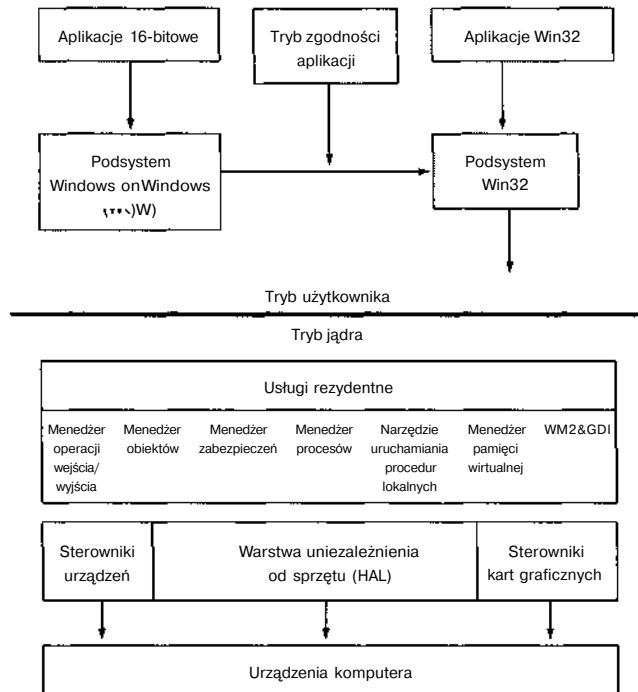 Aplikacje 16-bitowe
Tryb zgodności
aplikacji
Aplikacje Win32
Podsystem
Windows onWindows
Podsystem
Win32
Tryb użytkownika
Tryb jądra
Usługi rezydentne
Menedżer
operacji
wejścia/
wyjścia
Menedżer
obiektów
Menedżer
zabezpieczeń
Menedżer
procesów
Narzędzie
uruchamiania
procedur
lokalnych
Menedżer
pamięci
wirtualnej
WM2&GDI
Sterowniki
urządzeń
Warstwa uniezależnienia
od sprzętu (HAL)
Sterowniki
kart graficznych
Urządzenia komputera